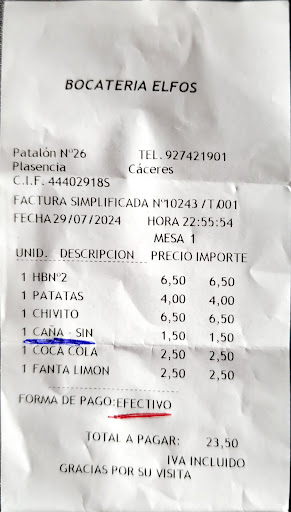 BOCATERIA ELFOS
Patalón Nº26 TEL. 927421901
Plasencia Cáceres
C.I.F. 44402918S
FACTURA SIMPLIFICADA Nº10243 /T.001
FECHA29/07/2024 HORA 22:55:54
MESA 1
UNID. DESCRIPCION PRECIO IMPORTE
1 HBNº2 6,50 6,50
1 PATATAS 4,00 4,00
1 CHIVITO 6,50 6,50
1 CAÑA - SIN 1,50 1,50
1 COCA COLA 2,50 2,50
1 FANTA LIMON 2,50 2,50
FORMA DE PAGO:EFECTIVO
TOTAL A PAGAR: 23,50
IVA INCLUIDO
GRACIAS POR SU VISITA